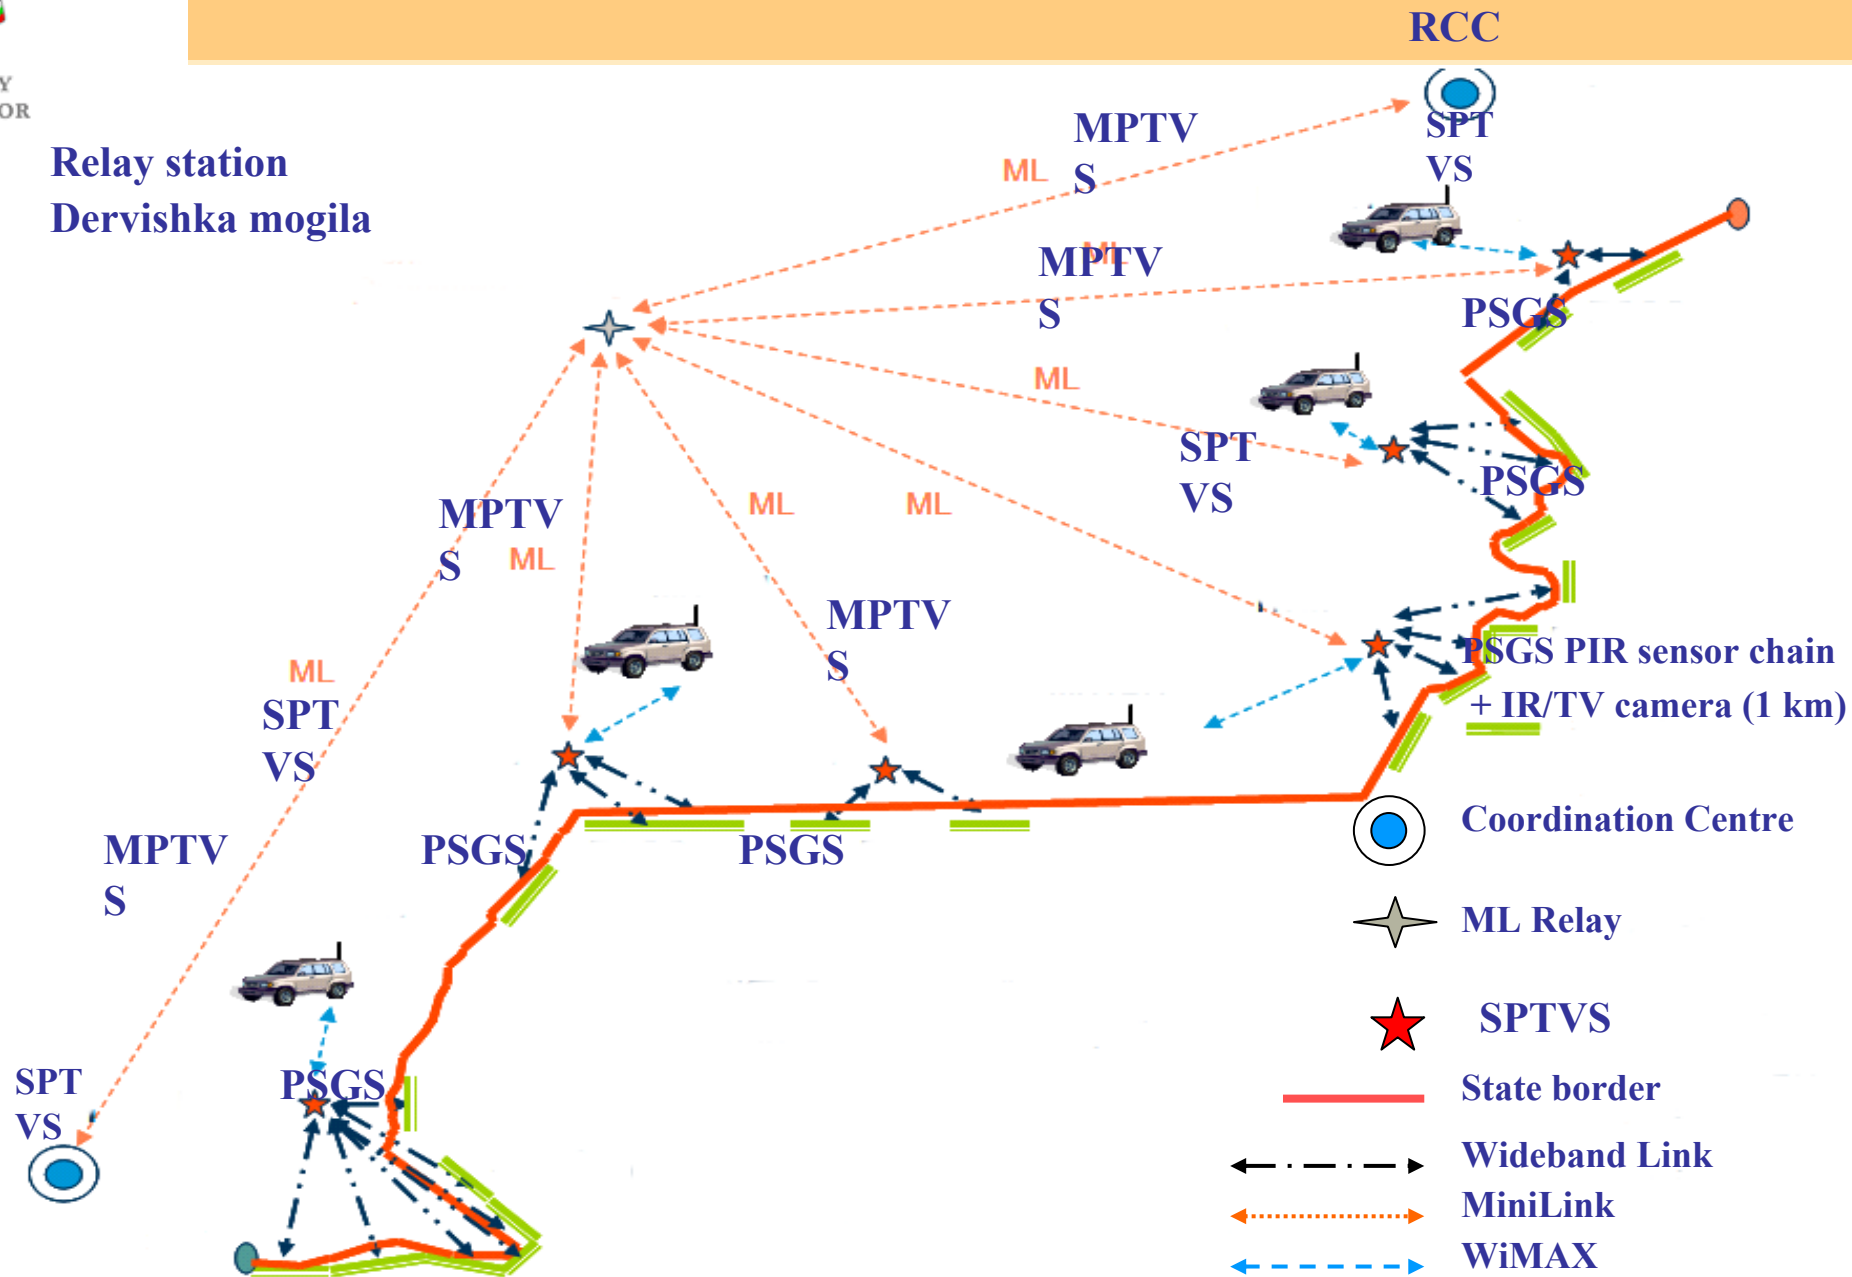 RCC
Y
OR
Relay station
Dervishka mogila
MPTV
S
ML
SPT
VS
ML
MPTV
S
PSGS
ML
SPT
VS
PSGS
MPTV
S
ML
ML
ML
MPTV
S
PSGS PIR sensor chain
+ IR/TV camera (1 km)
ML
SPT
VS
MPTV
S
PSGS
PSGS
Coordination Centre
ML Relay
SPTVS
PSGS
SPT
VS
State border
Wideband Link
MiniLink
WiMAX